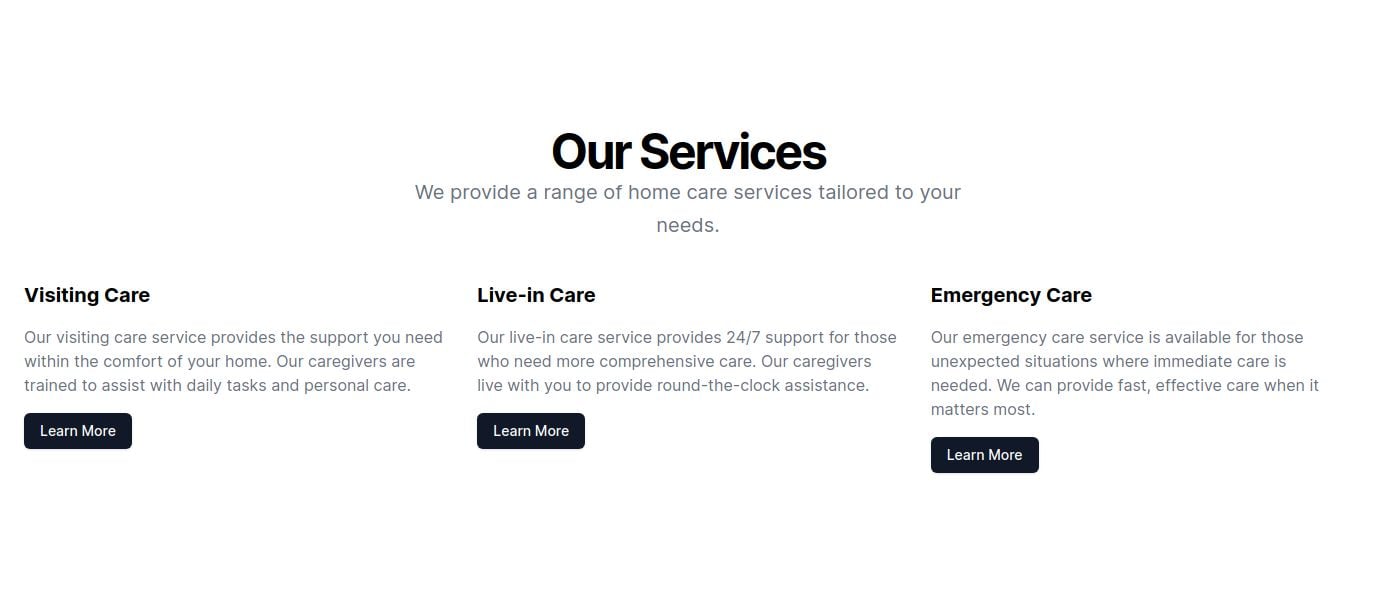 Our Services
We provide a range of home care services tailored to your
needs.
Visiting Care
Our visiting care service provides the support you need
within the comfort of your home. Our caregivers are
trained to assist with daily tasks and personal care.
Learn More
Live-in Care
Our live-in care service provides 24/7 support for those
who need more comprehensive care. Our caregivers
live with you to provide round-the-clock assistance.
Learn More
Emergency Care
Our emergency care service is available for those
unexpected situations where immediate care is
needed. We can provide fast, effective care when it
matters most.
Learn More